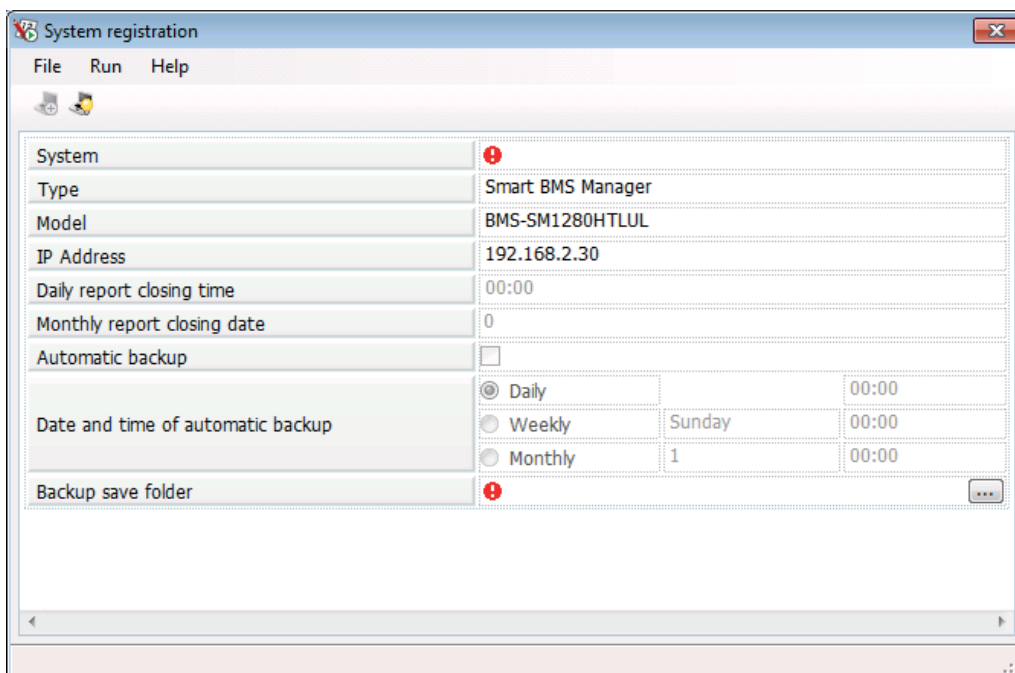 System registration
File Run Help
System
Type Smart BMS Manager
Model BMS-SM1280HTLUL
IP Address 192.168.2.30
Daily report closing time 00:00
Monthly report closing date 0
Automatic backup
Date and time of automatic backup
Daily 00:00
Weekly Sunday 00:00
Monthly 1 00:00
Backup save folder ...